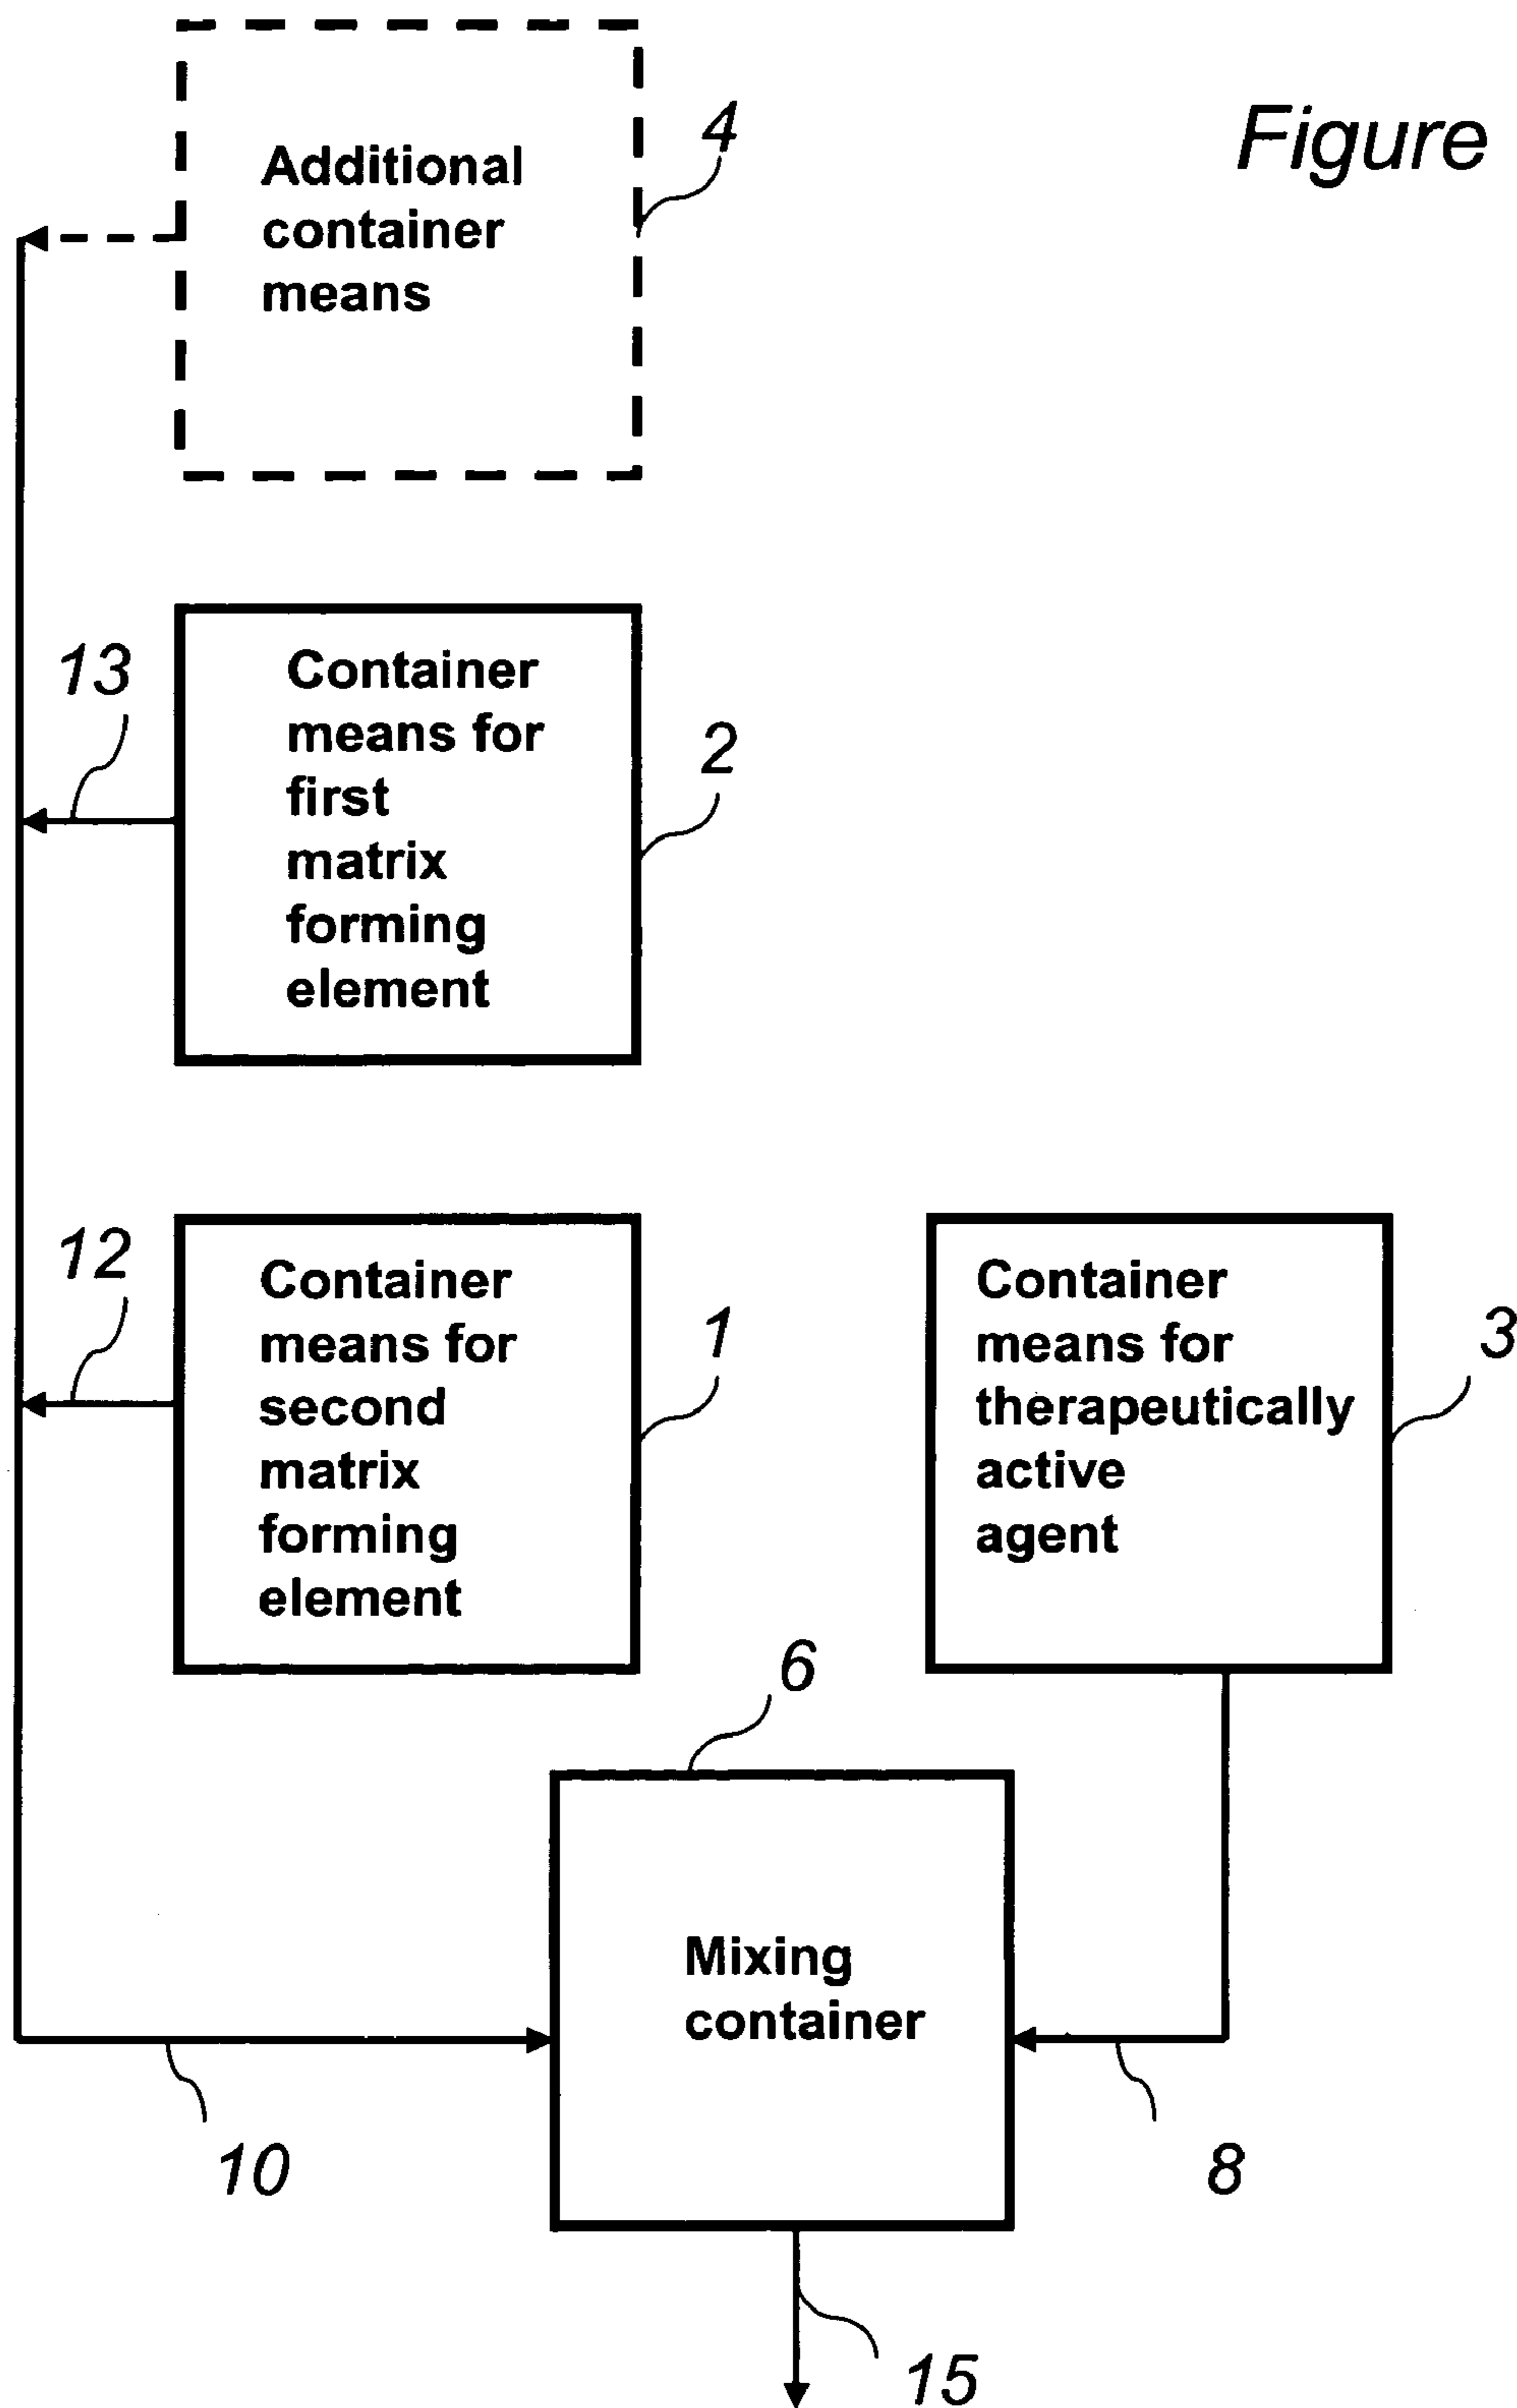 Figure
4
Additional
container
means
13
Container
means for
first
matrix
forming
element
2
12
Container
means for
second
matrix
forming
element
1
Container
means for
therapeutically
active
agent
3
6
Mixing
container
10
8
15